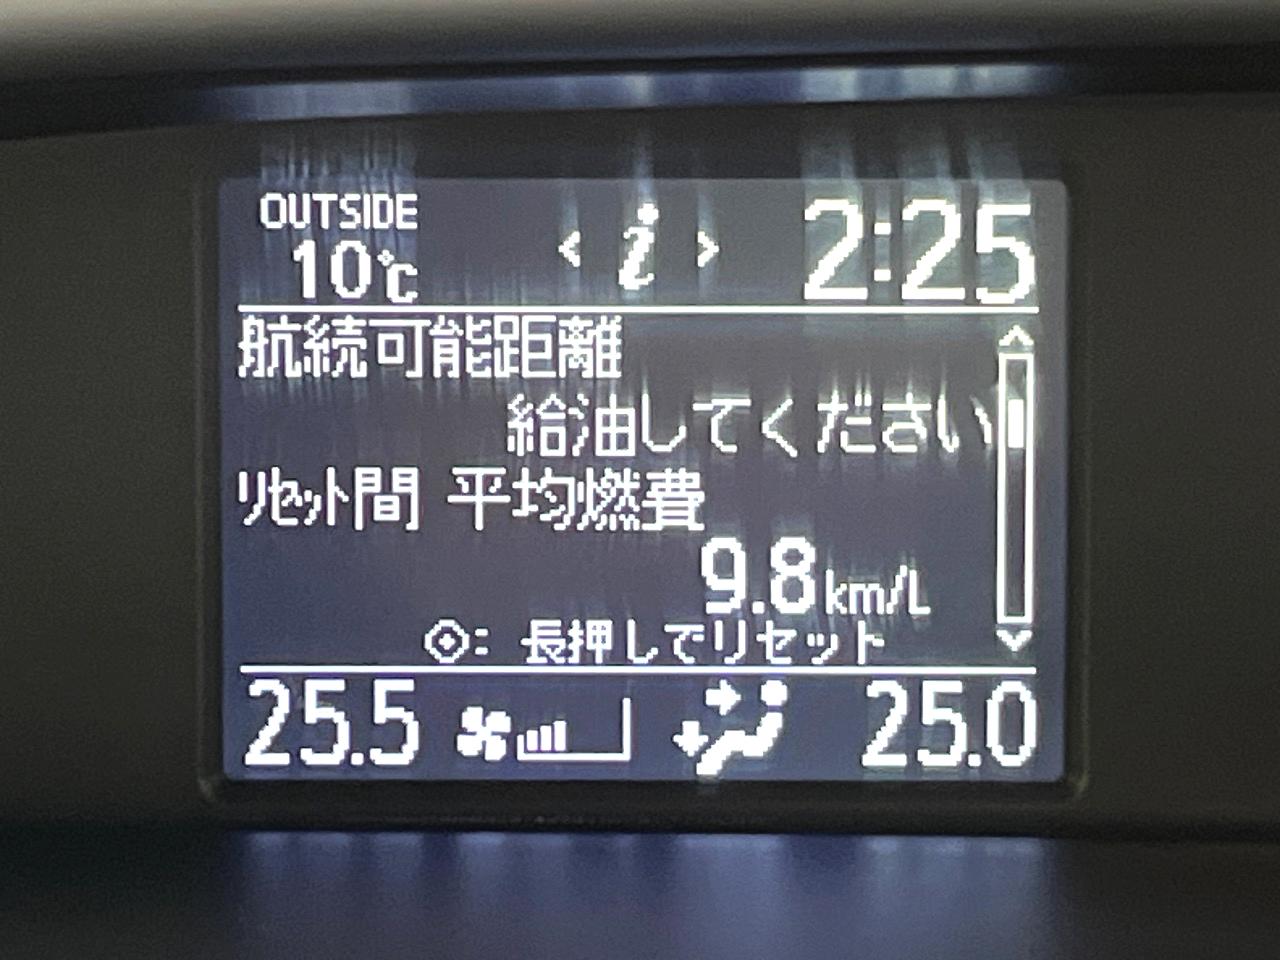 OUTSIDE
10℃
< i >
2:25
航続可能距離
給油してください
リセット間 平均燃費
9.8km/L
: 長押しでリセット
25.5
25.0